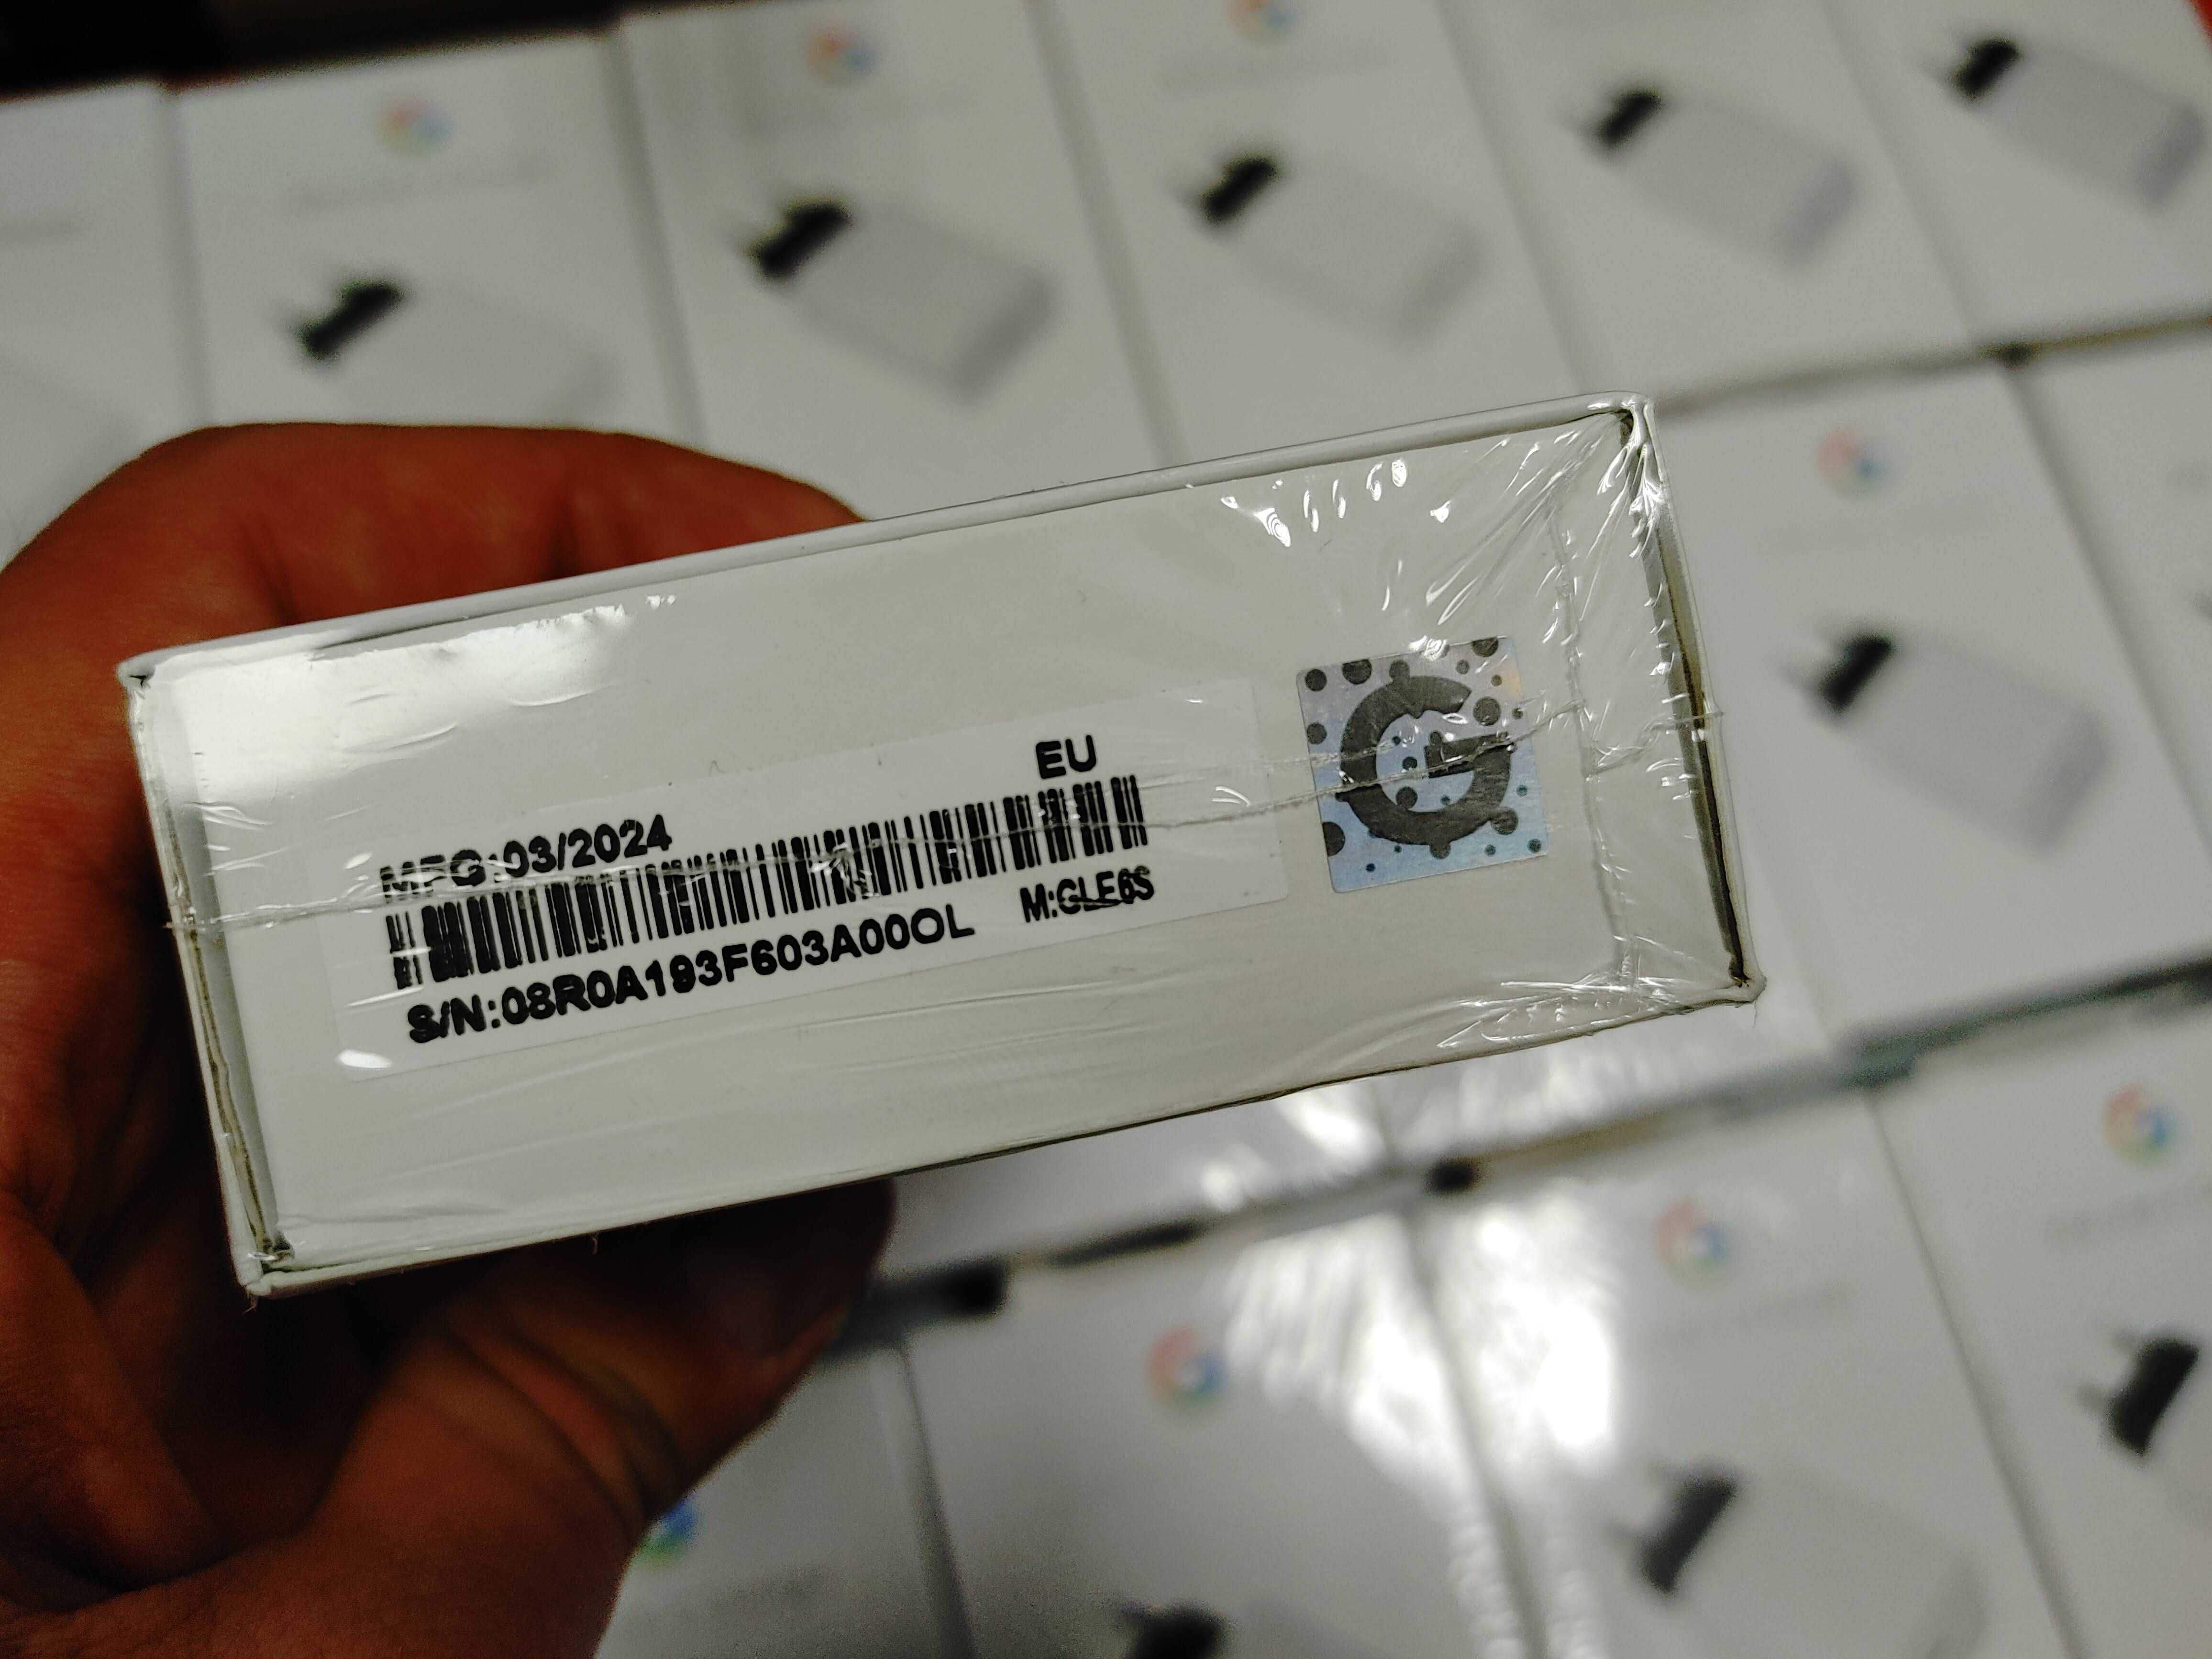 EU
MFG:03/2024
S/N:08R0A193F603A00OL
M:GLE6S
G